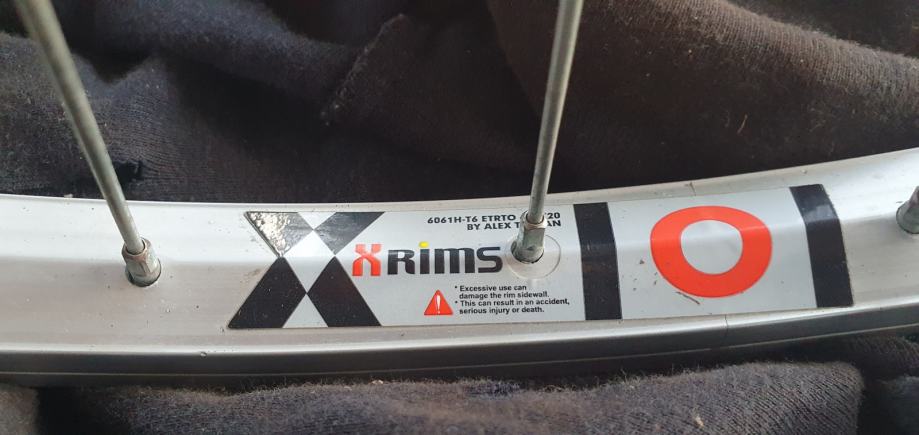 6061H-T6 ETRTO 20
BY ALEX
XRims
* Excessive use can
damage the rim sidewall.
* This can result in an accident,
serious injury or death.